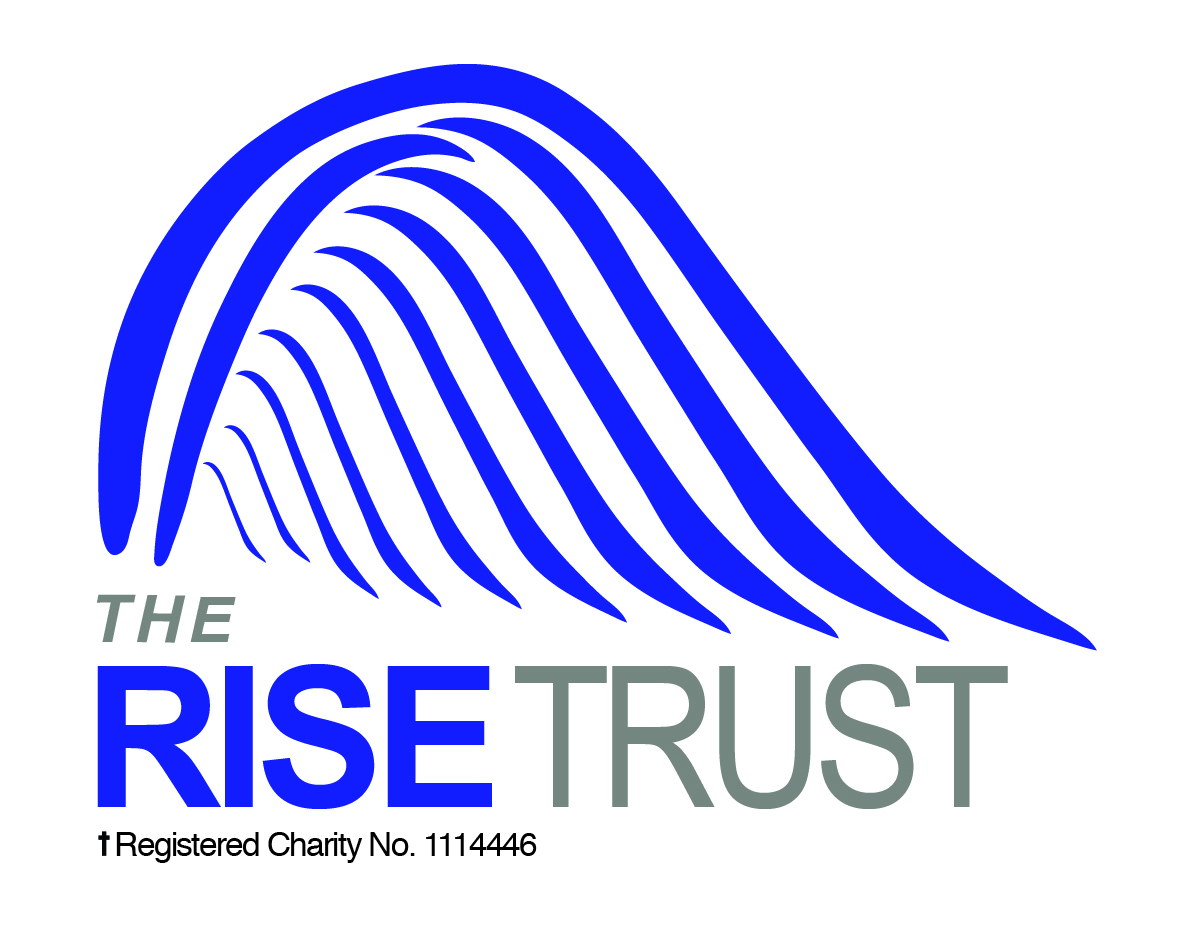 THE
RISE TRUST
✝Registered Charity No. 1114446